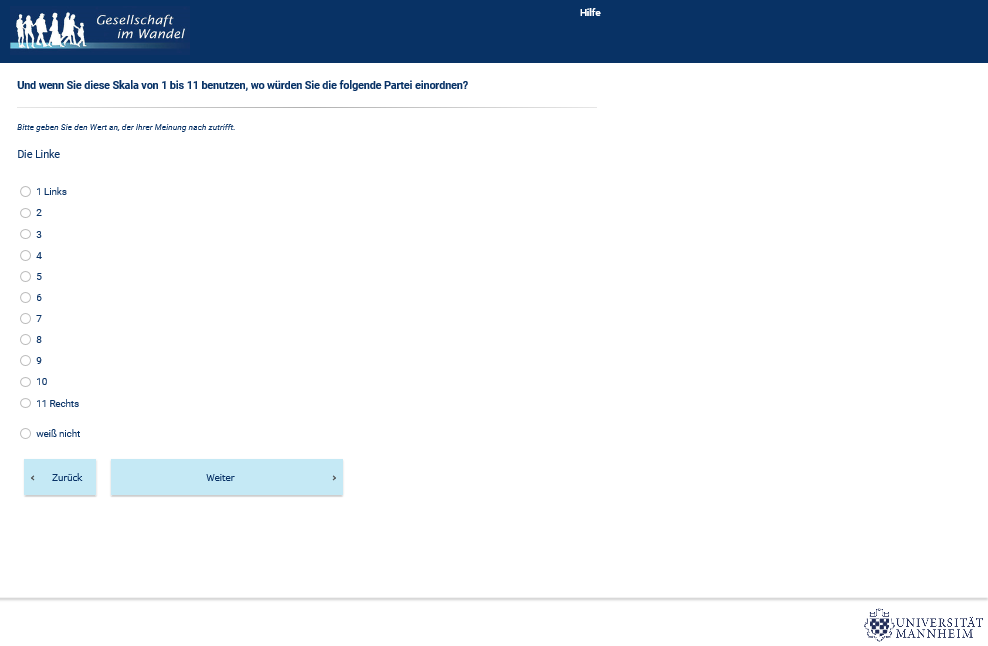 Gesellschaft
im Wandel
Hilfe
Und wenn Sie diese Skala von 1 bis 11 benutzen, wo würden Sie die folgende Partei einordnen?
Bitte geben Sie den Wert an, der Ihrer Meinung nach zutrifft.
Die Linke
1 Links
2
3
4
5
6
7
8
9
10
11 Rechts
weiß nicht
‹ Zurück
Weiter ›
UNIVERSITÄT
MANNHEIM